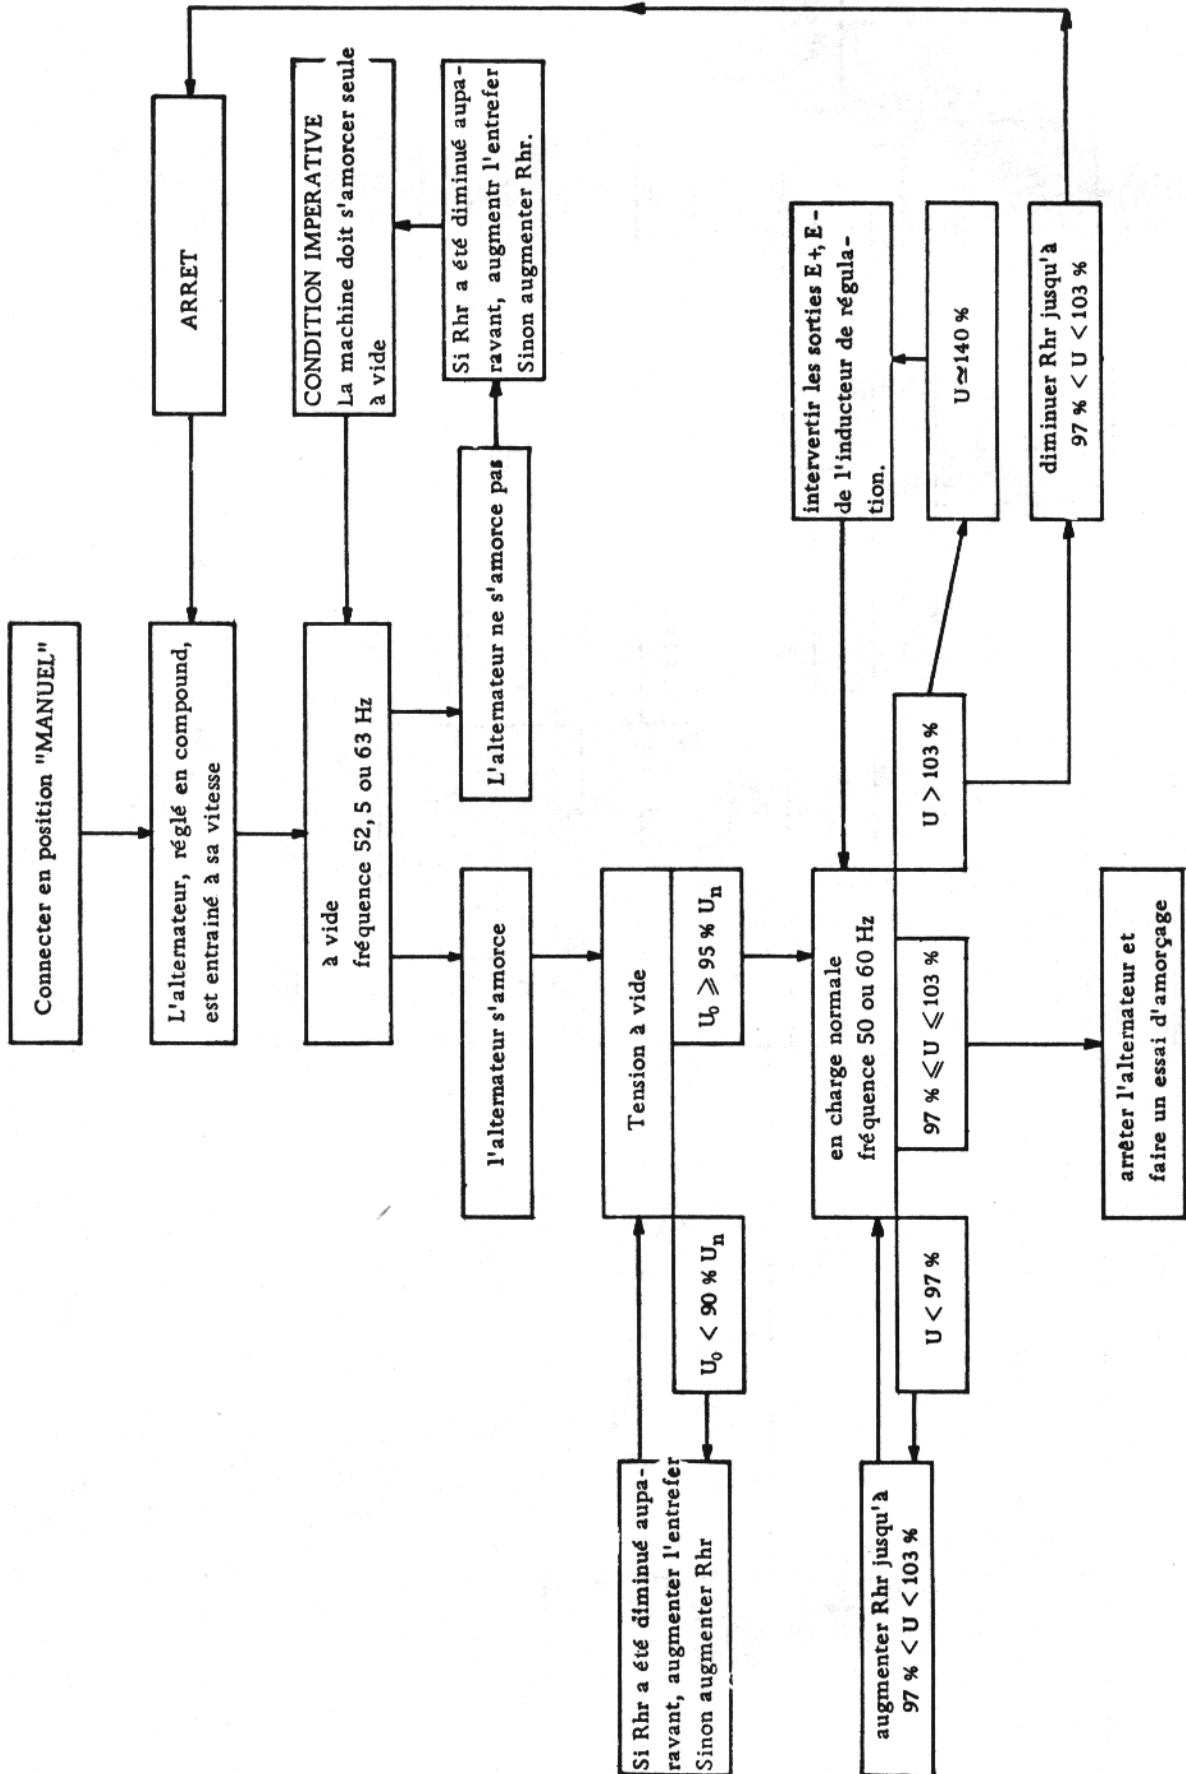 Connecter en position "MANUEL"
L'alternateur, réglé en compound,
est entrainé à sa vitesse
ARRET
à vide
fréquence 52,5 ou 63 Hz
CONDITION IMPERATIVE
La machine doit s'amorcer seule
à vide
l'alternateur s'amorce
L'alternateur ne s'amorce pas
Si Rhr a été diminué aupa-
ravant, augmentr l'entrefer
Sinon augmenter Rhr.
Tension à vide
U₀ < 90 % Uₙ
U₀ ⩾ 95 % Uₙ
Si Rhr a été diminué aupa-
ravant, augmenter l'entrefer
Sinon augmenter Rhr
en charge normale
fréquence 50 ou 60 Hz
U < 97 %
97 % ⩽ U ⩽ 103 %
U > 103 %
intervertir les sorties E+, E-
de l'inducteur de régula-
tion.
U ≃ 140 %
augmenter Rhr jusqu'à
97 % < U < 103 %
diminuer Rhr jusqu'à
97 % < U < 103 %
arrêter l'alternateur et
faire un essai d'amorçage